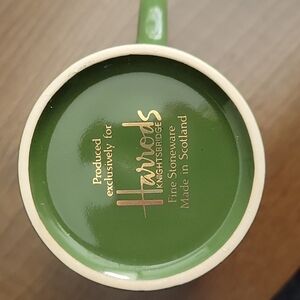 Produced
exclusively for
Harrods
KNIGHTSBRIDGE
Fine Stoneware
Made in Scotland